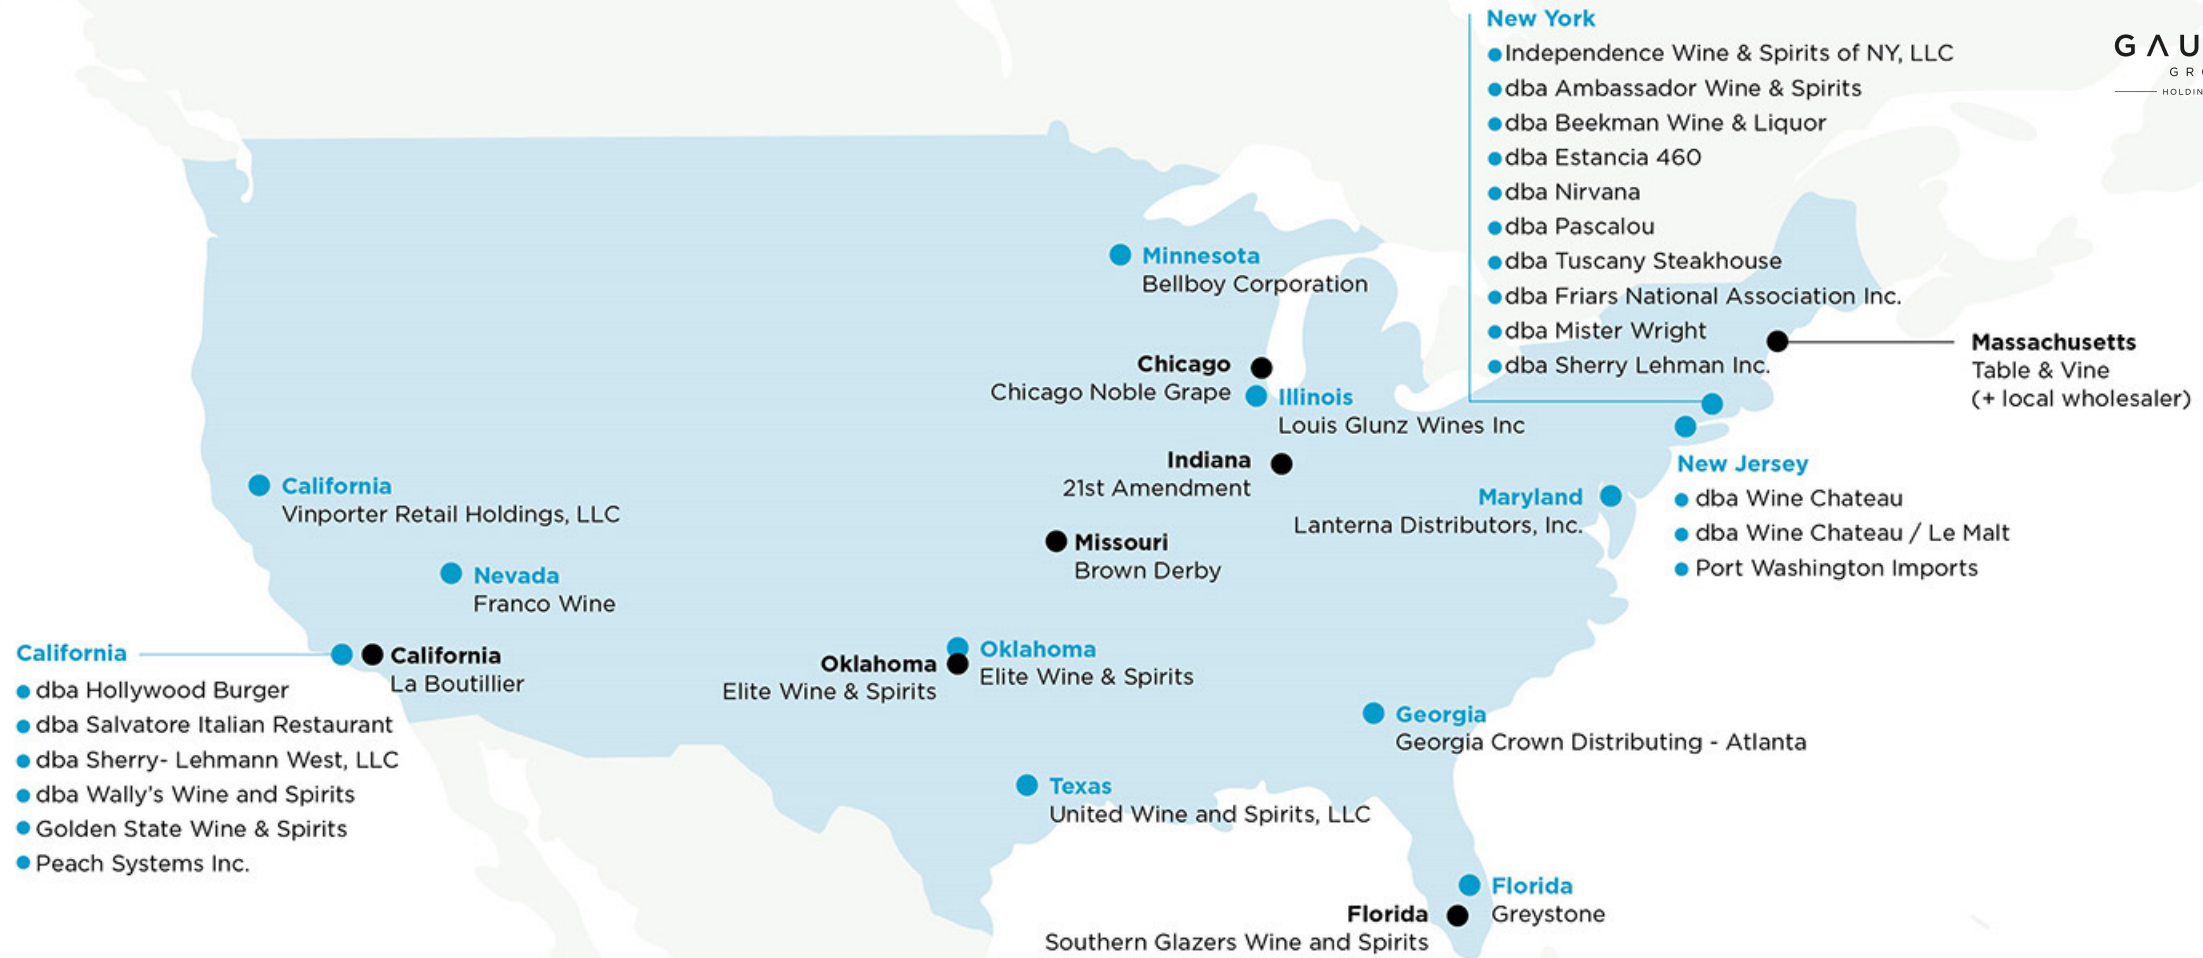 New York
Independence Wine & Spirits of NY, LLC
dba Ambassador Wine & Spirits
dba Beekman Wine & Liquor
dba Estancia 460
dba Nirvana
dba Pascalou
dba Tuscany Steakhouse
dba Friars National Association Inc.
dba Mister Wright
dba Sherry Lehman Inc.
GAU
GR
HOLDIN
Minnesota
Bellboy Corporation
Massachusetts
Table & Vine
(+ local wholesaler)
Chicago
Chicago Noble Grape
Illinois
Louis Glunz Wines Inc
Indiana
21st Amendment
Maryland
Lanterna Distributors, Inc.
New Jersey
dba Wine Chateau
dba Wine Chateau / Le Malt
Port Washington Imports
California
Vinporter Retail Holdings, LLC
Missouri
Brown Derby
Nevada
Franco Wine
California
dba Hollywood Burger
dba Salvatore Italian Restaurant
dba Sherry- Lehmann West, LLC
dba Wally's Wine and Spirits
Golden State Wine & Spirits
Peach Systems Inc.
California
La Boutillier
Oklahoma
Elite Wine & Spirits
Oklahoma
Elite Wine & Spirits
Georgia
Georgia Crown Distributing - Atlanta
Texas
United Wine and Spirits, LLC
Florida
Greystone
Florida
Southern Glazers Wine and Spirits